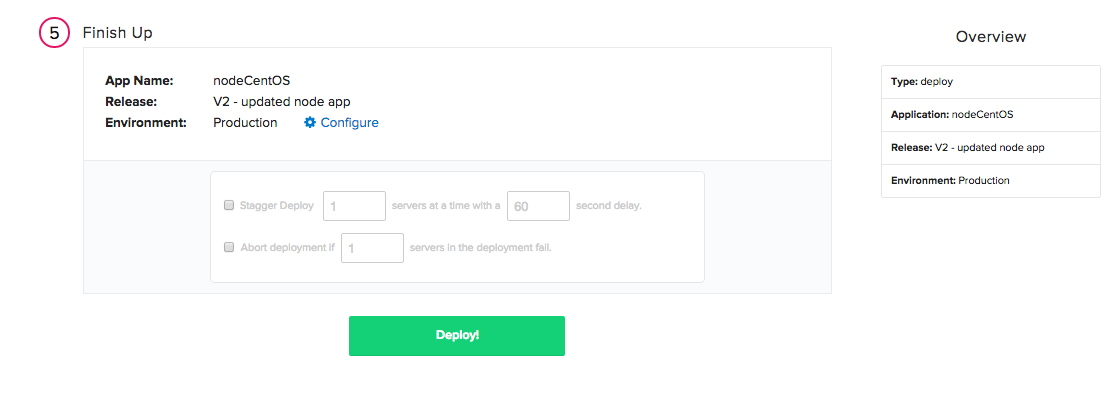 5 Finish Up
App Name: nodeCentOS
Release: V2 - updated node app
Environment: Production Configure
Stagger Deploy 1 servers at a time with a 60 second delay.
Abort deployment if 1 servers in the deployment fail.
Deploy!
Overview
Type: deploy
Application: nodeCentOS
Release: V2 - updated node app
Environment: Production